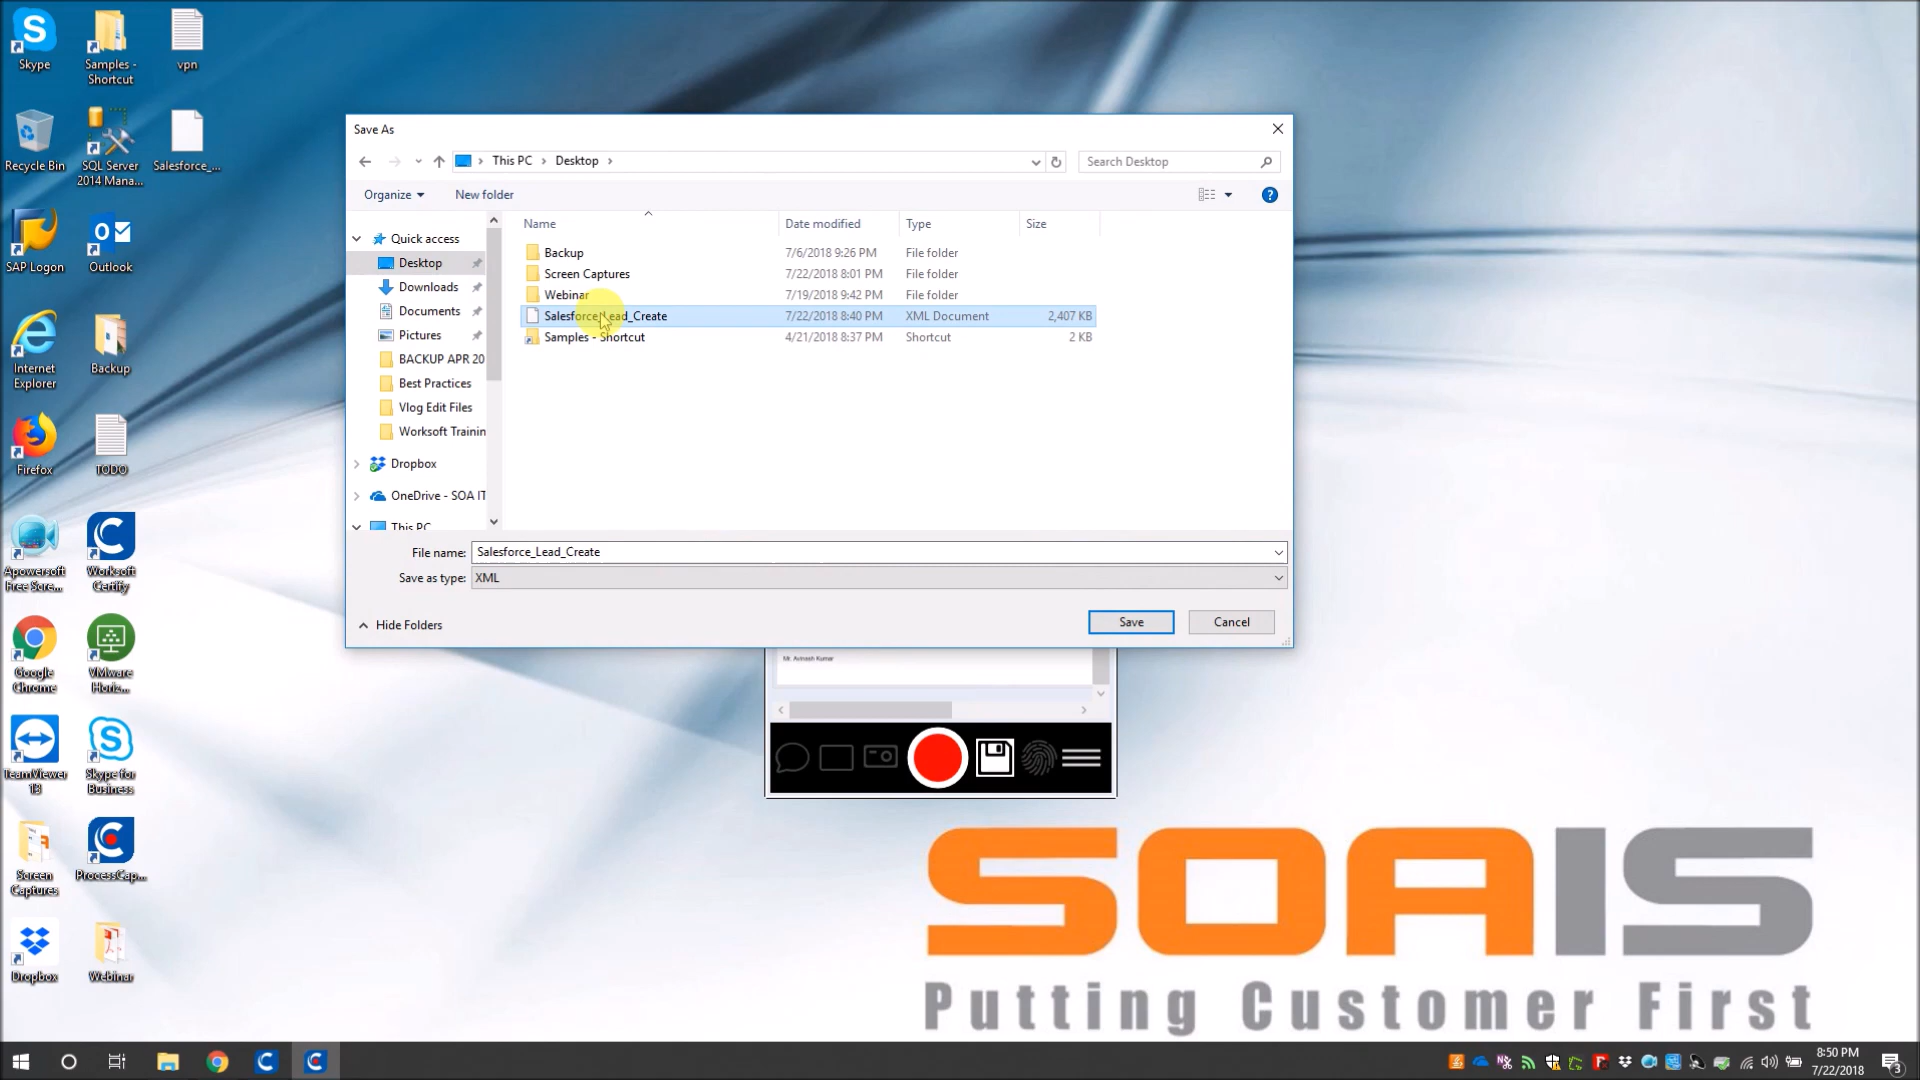 Skype
Samples -
Shortcut
vpn
Recycle Bin
SQL Server
2014 Mana...
Salesforce_...
SAP Logon
Outlook
Internet
Explorer
Backup
Firefox
TODO
Apowersoft
Free Scre...
Worksoft
Certify
Google
Chrome
VMware
Horiz...
TeamViewer
13
Skype for
Business
Screen
Captures
ProcessCap...
Dropbox
Webinar
Save As
This PC
Desktop
Search Desktop
Organize
New folder
Name
Date modified
Type
Size
Quick access
Desktop
Downloads
Documents
Pictures
BACKUP APR 20
Best Practices
Vlog Edit Files
Worksoft Trainin
Dropbox
OneDrive - SOA IT
This PC
Backup 7/6/2018 9:26 PM File folder
Screen Captures 7/22/2018 8:01 PM File folder
Webinar 7/19/2018 9:42 PM File folder
Salesforce_Lead_Create 7/22/2018 8:40 PM XML Document 2,407 KB
Samples - Shortcut 4/21/2018 8:37 PM Shortcut 2 KB
File name: Salesforce_Lead_Create
Save as type: XML
Hide Folders
Save
Cancel
Mr. Avinash Kumar
SOAIS
Putting Customer First
8:50 PM
7/22/2018
3